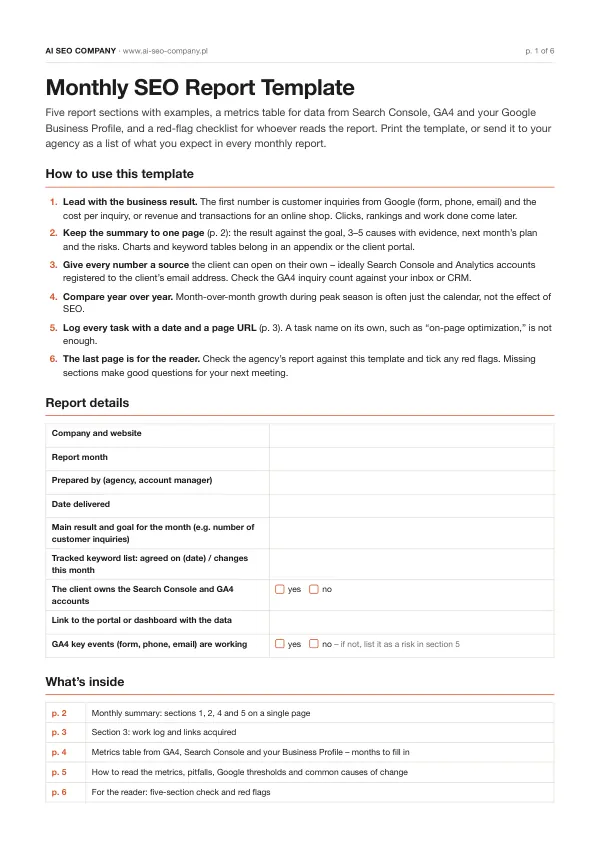 AI SEO COMPANY · www.ai-seo-company.pl p. 1 of 6
Monthly SEO Report Template
Five report sections with examples, a metrics table for data from Search Console, GA4 and your Google
Business Profile, and a red-flag checklist for whoever reads the report. Print the template, or send it to your
agency as a list of what you expect in every monthly report.
How to use this template
1. Lead with the business result. The first number is customer inquiries from Google (form, phone, email) and the
cost per inquiry, or revenue and transactions for an online shop. Clicks, rankings and work done come later.
2. Keep the summary to one page (p. 2): the result against the goal, 3–5 causes with evidence, next month's plan
and the risks. Charts and keyword tables belong in an appendix or the client portal.
3. Give every number a source the client can open on their own – ideally Search Console and Analytics accounts
registered to the client's email address. Check the GA4 inquiry count against your inbox or CRM.
4. Compare year over year. Month-over-month growth during peak season is often just the calendar, not the effect of
SEO.
5. Log every task with a date and a page URL (p. 3). A task name on its own, such as “on-page optimization,” is not
enough.
6. The last page is for the reader. Check the agency's report against this template and tick any red flags. Missing
sections make good questions for your next meeting.
Report details
Company and website
Report month
Prepared by (agency, account manager)
Date delivered
Main result and goal for the month (e.g. number of
customer inquiries)
Tracked keyword list: agreed on (date) / changes
this month
The client owns the Search Console and GA4 yes no
accounts
Link to the portal or dashboard with the data
GA4 key events (form, phone, email) are working yes no – if not, list it as a risk in section 5
What's inside
p. 2 Monthly summary: sections 1, 2, 4 and 5 on a single page
p. 3 Section 3: work log and links acquired
p. 4 Metrics table from GA4, Search Console and your Business Profile – months to fill in
p. 5 How to read the metrics, pitfalls, Google thresholds and common causes of change
p. 6 For the reader: five-section check and red flags